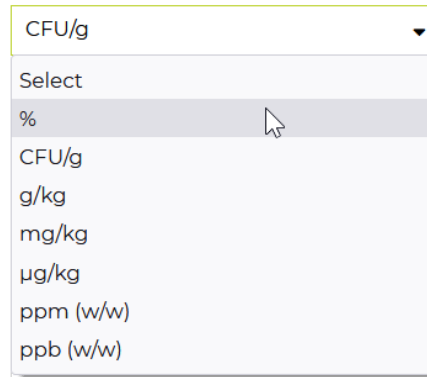 CFU/g
Select
%
CFU/g
g/kg
mg/kg
µg/kg
ppm (w/w)
ppb (w/w)